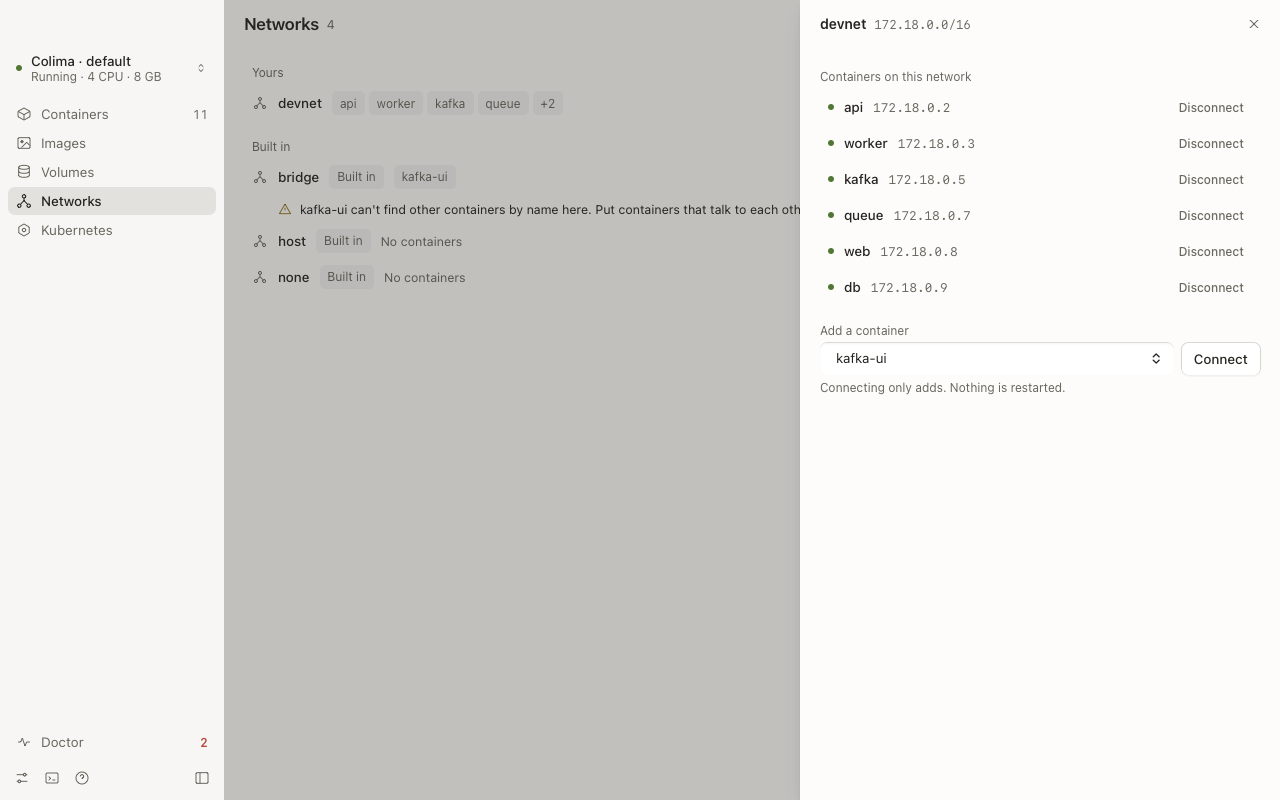 Colima · default
Running · 4 CPU · 8 GB
Containers 11
Images
Volumes
Networks
Kubernetes
Doctor 2
Networks 4
Yours
devnet api worker kafka queue +2
Built in
bridge Built in kafka-ui
kafka-ui can't find other containers by name here. Put containers that talk to each oth
host Built in No containers
none Built in No containers
devnet 172.18.0.0/16
Containers on this network
api 172.18.0.2 Disconnect
worker 172.18.0.3 Disconnect
kafka 172.18.0.5 Disconnect
queue 172.18.0.7 Disconnect
web 172.18.0.8 Disconnect
db 172.18.0.9 Disconnect
Add a container
kafka-ui Connect
Connecting only adds. Nothing is restarted.